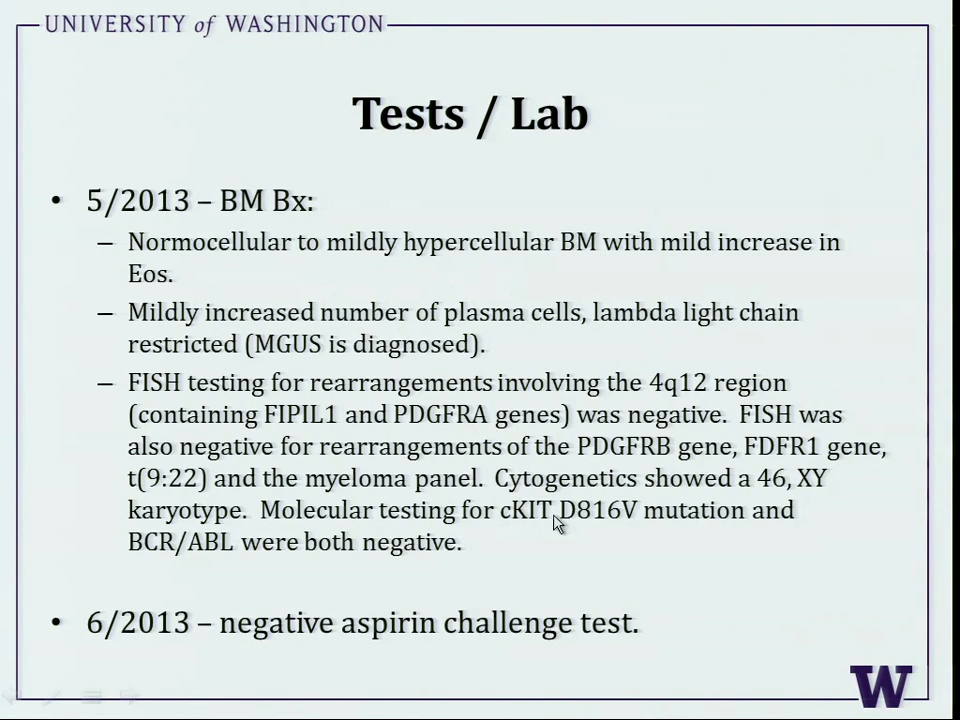 UNIVERSITY of WASHINGTON
Tests / Lab
• 5/2013 – BM Bx:
– Normocellular to mildly hypercellular BM with mild increase in
Eos.
– Mildly increased number of plasma cells, lambda light chain
restricted (MGUS is diagnosed).
– FISH testing for rearrangements involving the 4q12 region
(containing FIPIL1 and PDGFRA genes) was negative. FISH was
also negative for rearrangements of the PDGFRB gene, FDFR1 gene,
t(9:22) and the myeloma panel. Cytogenetics showed a 46, XY
karyotype. Molecular testing for cKIT D816V mutation and
BCR/ABL were both negative.
• 6/2013 – negative aspirin challenge test.
W